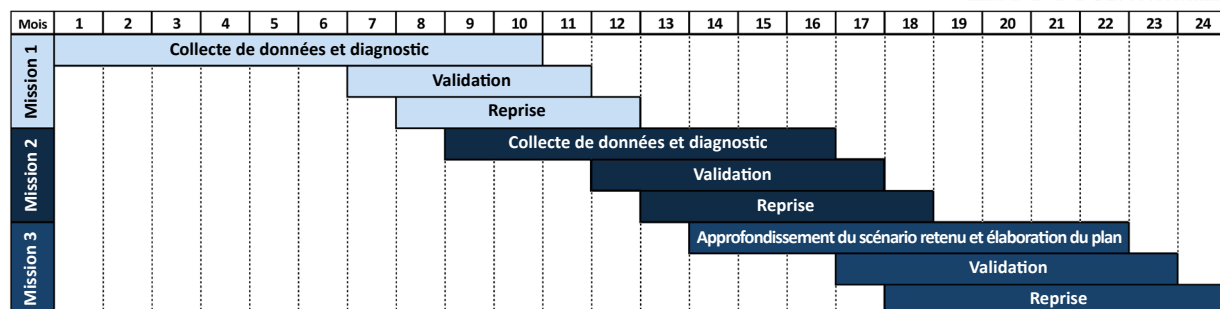 Mois 1 2 3 4 5 6 7 8 9 10 11 12 13 14 15 16 17 18 19 20 21 22 23 24
Mission 1
Collecte de données et diagnostic
Validation
Reprise
Mission 2
Collecte de données et diagnostic
Validation
Reprise
Mission 3
Approfondissement du scénario retenu et élaboration du plan
Validation
Reprise